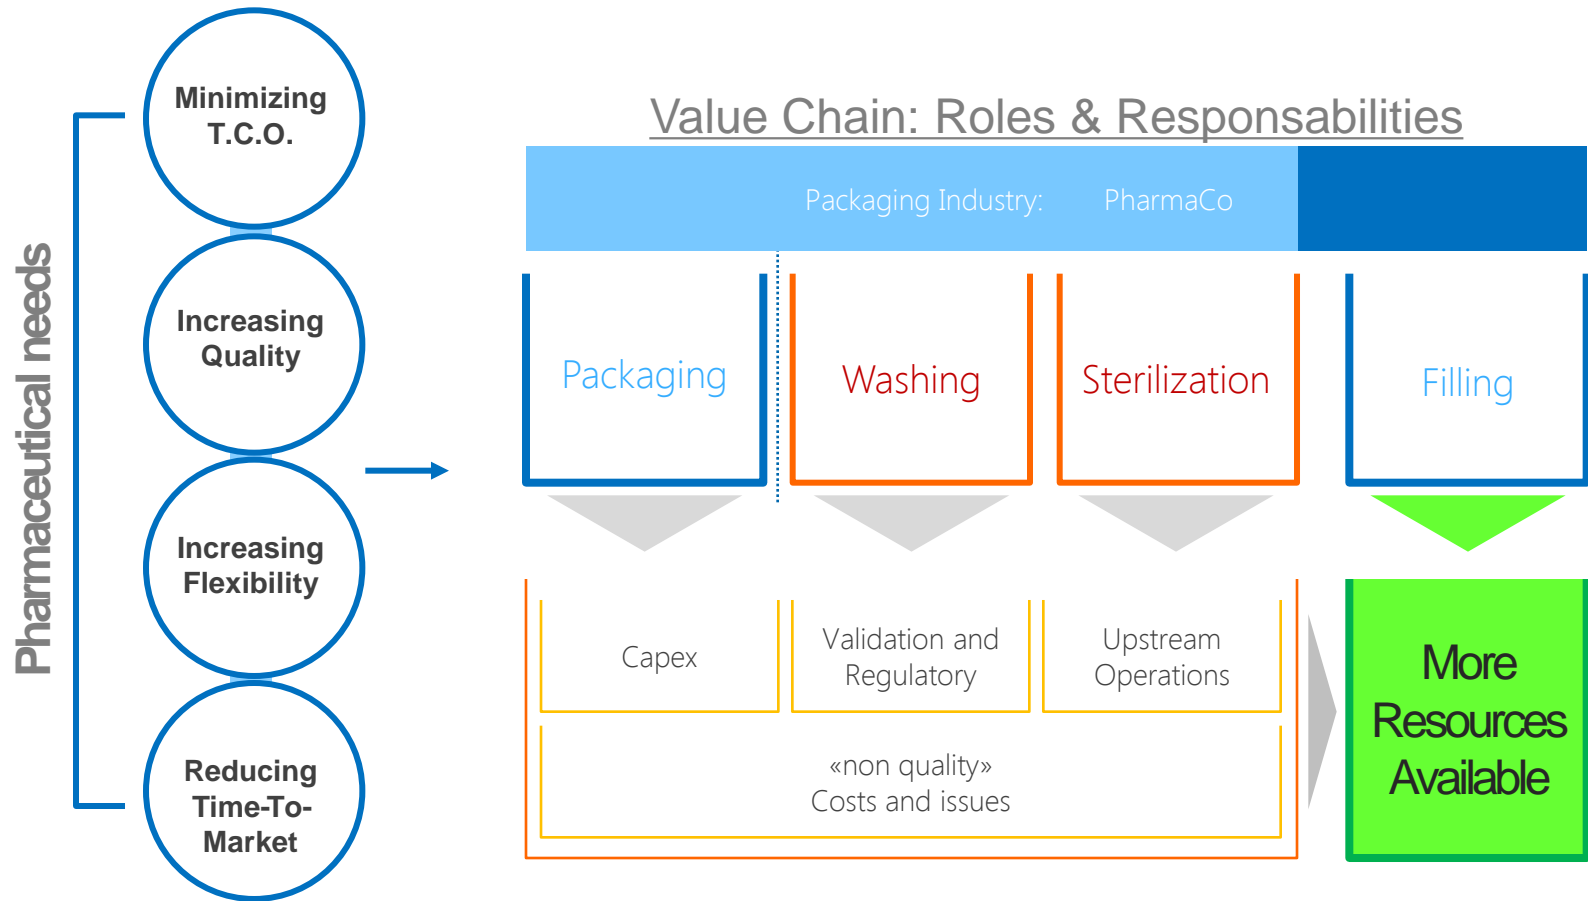 Pharmaceutical needs
Minimizing
T.C.O.
Increasing
Quality
Increasing
Flexibility
Reducing
Time-To-
Market
Value Chain: Roles & Responsabilities
Packaging Industry: PharmaCo
Packaging
Washing
Sterilization
Filling
Capex
Validation and
Regulatory
Upstream
Operations
«non quality»
Costs and issues
More
Resources
Available